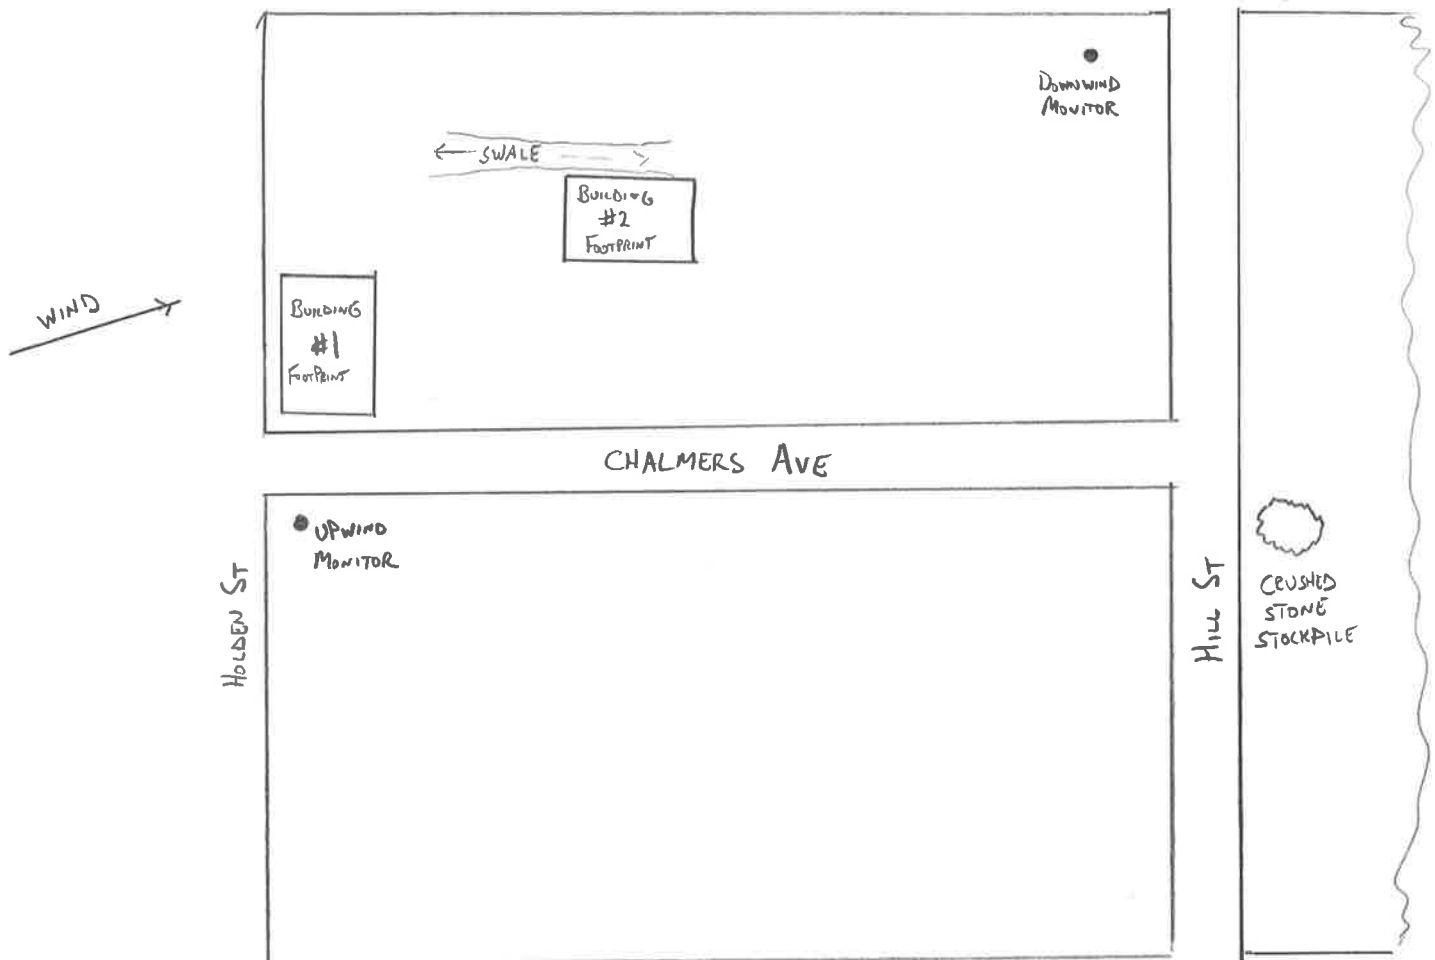 DOWNWIND
MONITOR
SWALE
BUILDING
#2
FOOTPRINT
WIND
BUILDING
#1
FOOTPRINT
CHALMERS AVE
UPWIND
MONITOR
HOLDEN ST
HILL ST
CRUSHED
STONE
STOCKPILE